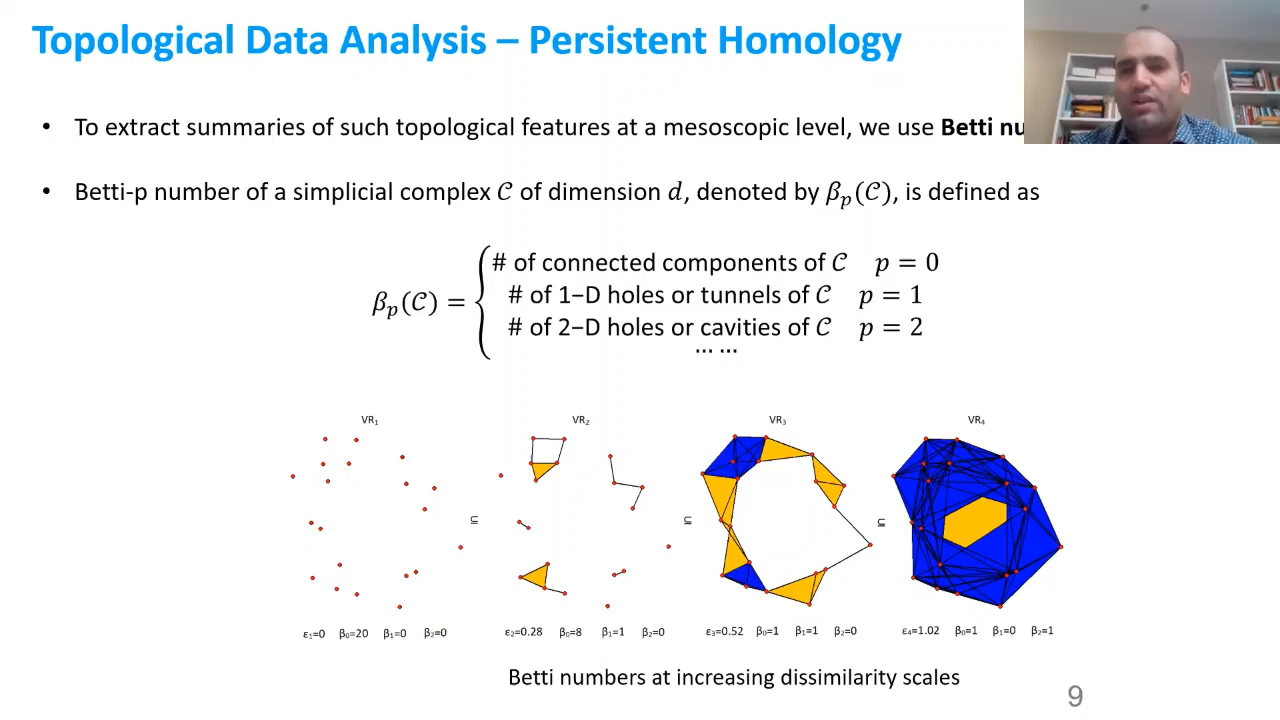 Topological Data Analysis – Persistent Homology
• To extract summaries of such topological features at a mesoscopic level, we use Betti
• Betti-p number of a simplicial complex 𝒞 of dimension d, denoted by βₚ(𝒞), is defined as
# of connected components of 𝒞 p = 0
βₚ(𝒞) = { # of 1−D holes or tunnels of 𝒞 p = 1
# of 2−D holes or cavities of 𝒞 p = 2
... ...
VR₁ VR₂ VR₃ VR₄
⊆ ⊆ ⊆
ε₁=0 β₀=20 β₁=0 β₂=0 ε₂=0.28 β₀=8 β₁=1 β₂=0 ε₃=0.52 β₀=1 β₁=1 β₂=0 ε₄=1.02 β₀=1 β₁=0 β₂=1
Betti numbers at increasing dissimilarity scales
9